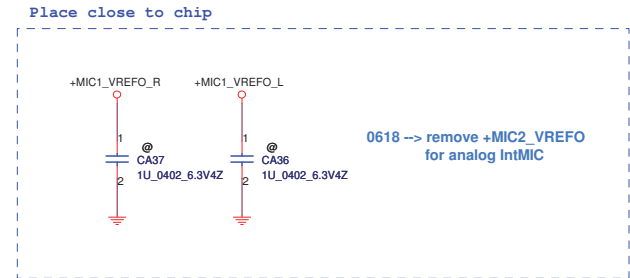 Place close to chip
+MIC1_VREFO_R +MIC1_VREFO_L
1 1
@ @
CA37 CA36
1U_0402_6.3V4Z 1U_0402_6.3V4Z
2 2
0618 --> remove +MIC2_VREFO
for analog IntMIC